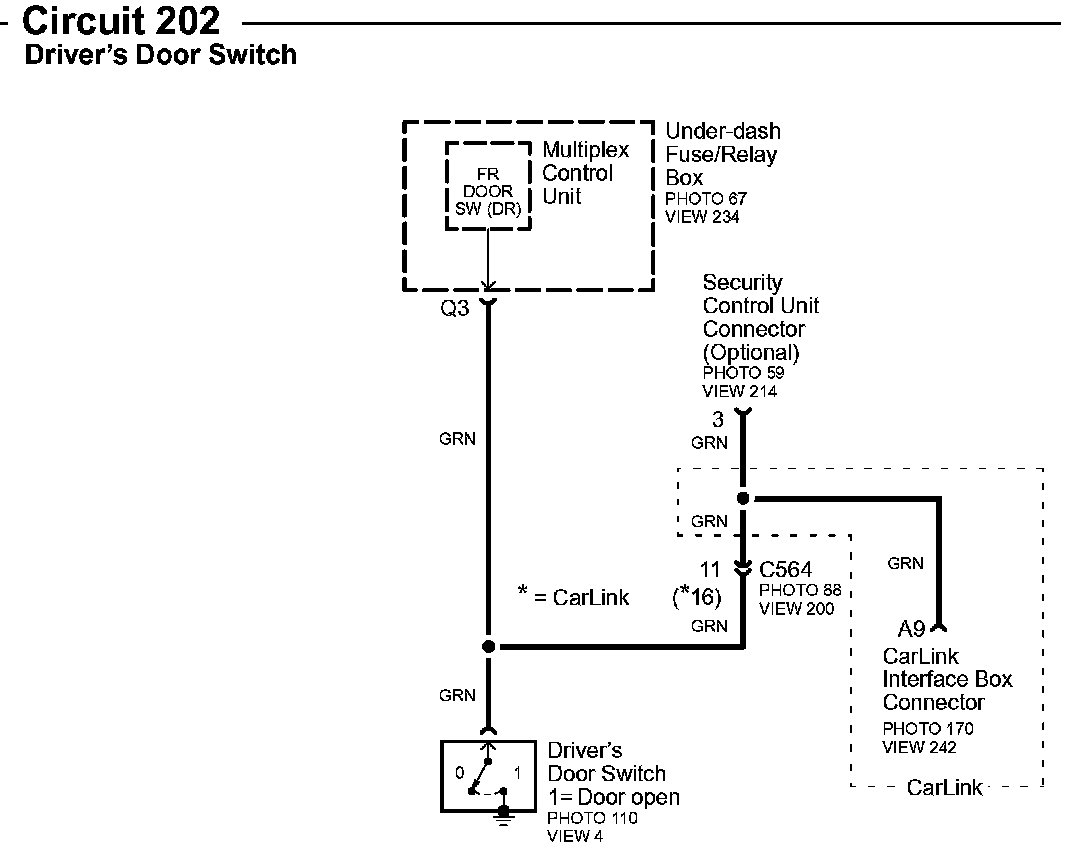 Circuit 202
Driver's Door Switch
Under-dash
Fuse/Relay
Box
PHOTO 67
VIEW 234
Multiplex
Control
Unit
FR
DOOR
SW (DR)
Q3
Security
Control Unit
Connector
(Optional)
PHOTO 59
VIEW 214
3
GRN
GRN
GRN
11
C564
(*16)
PHOTO 88
VIEW 200
* = CarLink
GRN
GRN
A9
CarLink
Interface Box
Connector
PHOTO 170
VIEW 242
CarLink
GRN
Driver's
Door Switch
1= Door open
PHOTO 110
VIEW 4
0
1